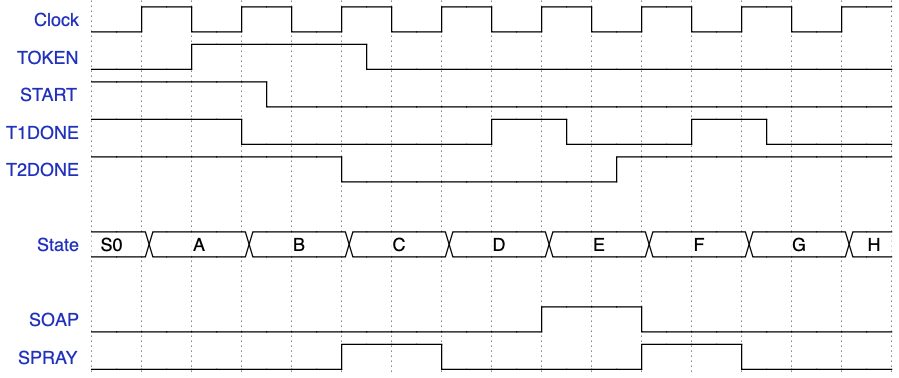 Clock
TOKEN
START
T1DONE
T2DONE
State S0 A B C D E F G H
SOAP
SPRAY